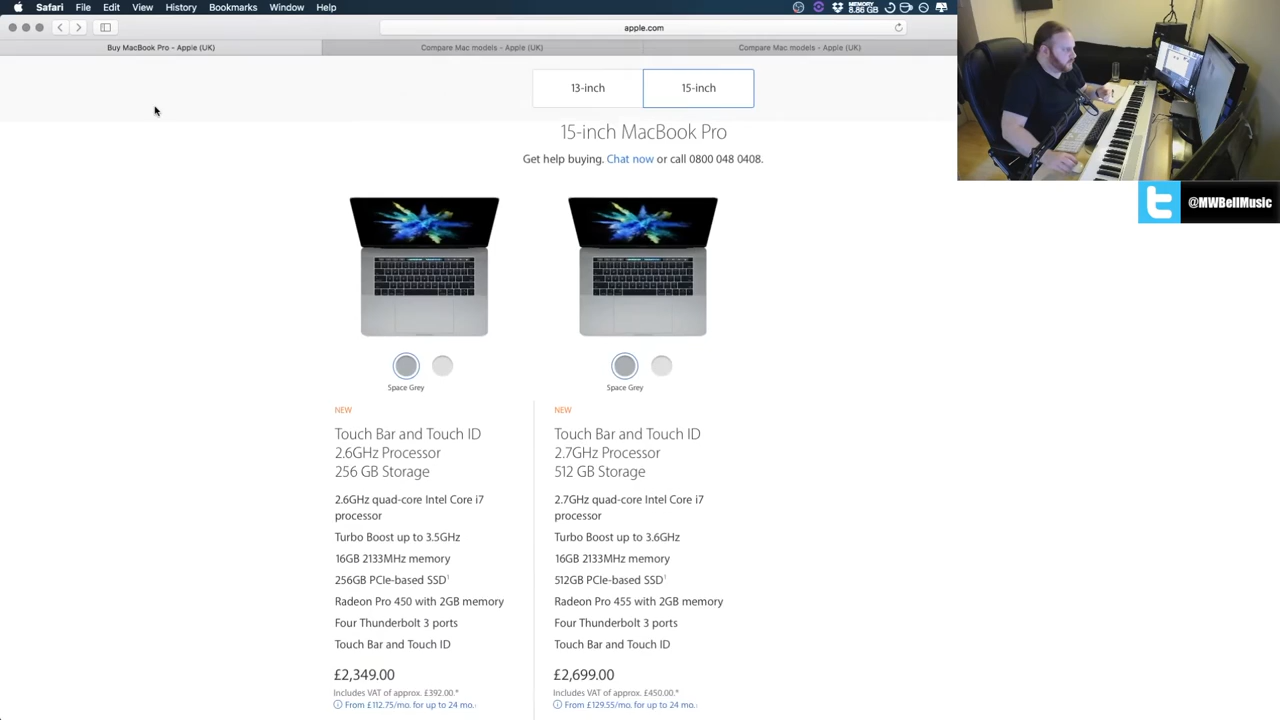 Safari File Edit View History Bookmarks Window Help MEMORY 8.86 GB
apple.com
Buy MacBook Pro - Apple (UK) Compare Mac models - Apple (UK) Compare Mac models - Apple (UK)
13-inch 15-inch
15-inch MacBook Pro
Get help buying. Chat now or call 0800 048 0408.
@MWBellMusic
Space Grey Space Grey
NEW
Touch Bar and Touch ID
2.6GHz Processor
256 GB Storage
2.6GHz quad-core Intel Core i7
processor
Turbo Boost up to 3.5GHz
16GB 2133MHz memory
256GB PCIe-based SSD¹
Radeon Pro 450 with 2GB memory
Four Thunderbolt 3 ports
Touch Bar and Touch ID
£2,349.00
Includes VAT of approx. £392.00.*
From £112.75/mo. for up to 24 mo.
NEW
Touch Bar and Touch ID
2.7GHz Processor
512 GB Storage
2.7GHz quad-core Intel Core i7
processor
Turbo Boost up to 3.6GHz
16GB 2133MHz memory
512GB PCIe-based SSD¹
Radeon Pro 455 with 2GB memory
Four Thunderbolt 3 ports
Touch Bar and Touch ID
£2,699.00
Includes VAT of approx. £450.00.*
From £129.55/mo. for up to 24 mo.